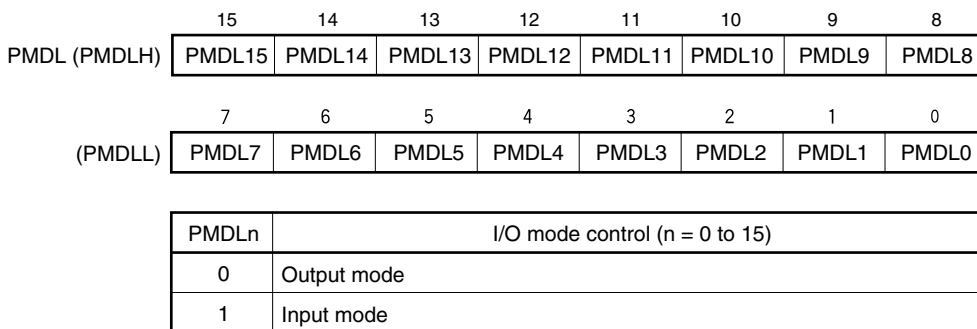 15 14 13 12 11 10 9 8
PMDL (PMDLH) PMDL15 PMDL14 PMDL13 PMDL12 PMDL11 PMDL10 PMDL9 PMDL8
7 6 5 4 3 2 1 0
(PMDLL) PMDL7 PMDL6 PMDL5 PMDL4 PMDL3 PMDL2 PMDL1 PMDL0
PMDLn I/O mode control (n = 0 to 15)
0 Output mode
1 Input mode